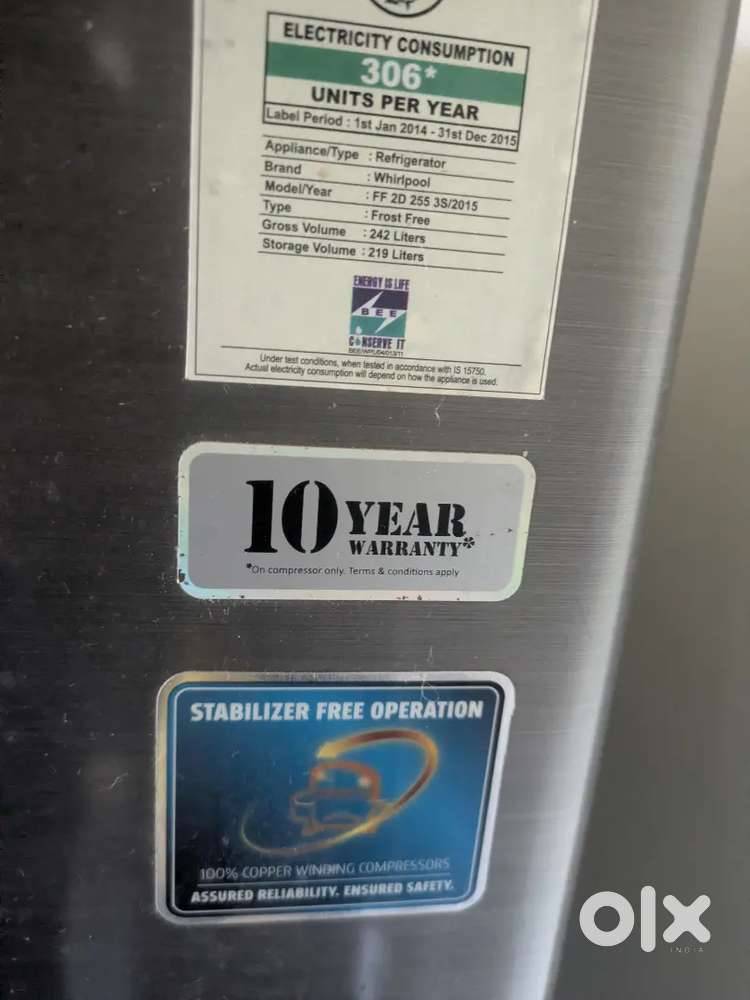 ELECTRICITY CONSUMPTION
306*
UNITS PER YEAR
Label Period : 1st Jan 2014 - 31st Dec 2015
Appliance/Type : Refrigerator
Brand : Whirlpool
Model/Year : FF 2D 255 3S/2015
Type : Frost Free
Gross Volume : 242 Liters
Storage Volume : 219 Liters
ENERGY IS LIFE
BEE
CONSERVE IT
Under test conditions, when tested in accordance with IS 15750.
Actual electricity consumption will depend on how the appliance is used.
10 YEAR
WARRANTY*
*On compressor only. Terms & conditions apply
STABILIZER FREE OPERATION
100% COPPER WINDING COMPRESSORS
ASSURED RELIABILITY. ENSURED SAFETY.
olx
INDIA